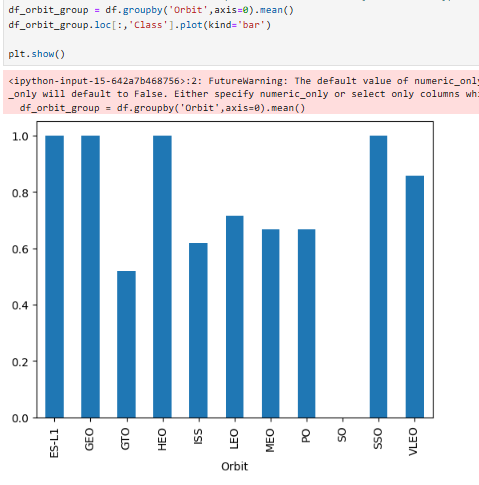 df_orbit_group = df.groupby('Orbit',axis=0).mean()
df_orbit_group.loc[:,'Class'].plot(kind='bar')
plt.show()
<ipython-input-15-642a7b468756>:2: FutureWarning: The default value of numeric_only
_only will default to False. Either specify numeric_only or select only columns whi
df_orbit_group = df.groupby('Orbit',axis=0).mean()
1.0
0.8
0.6
0.4
0.2
0.0
ES-L1
GEO
GTO
HEO
ISS
LEO
MEO
PO
SO
SSO
VLEO
Orbit